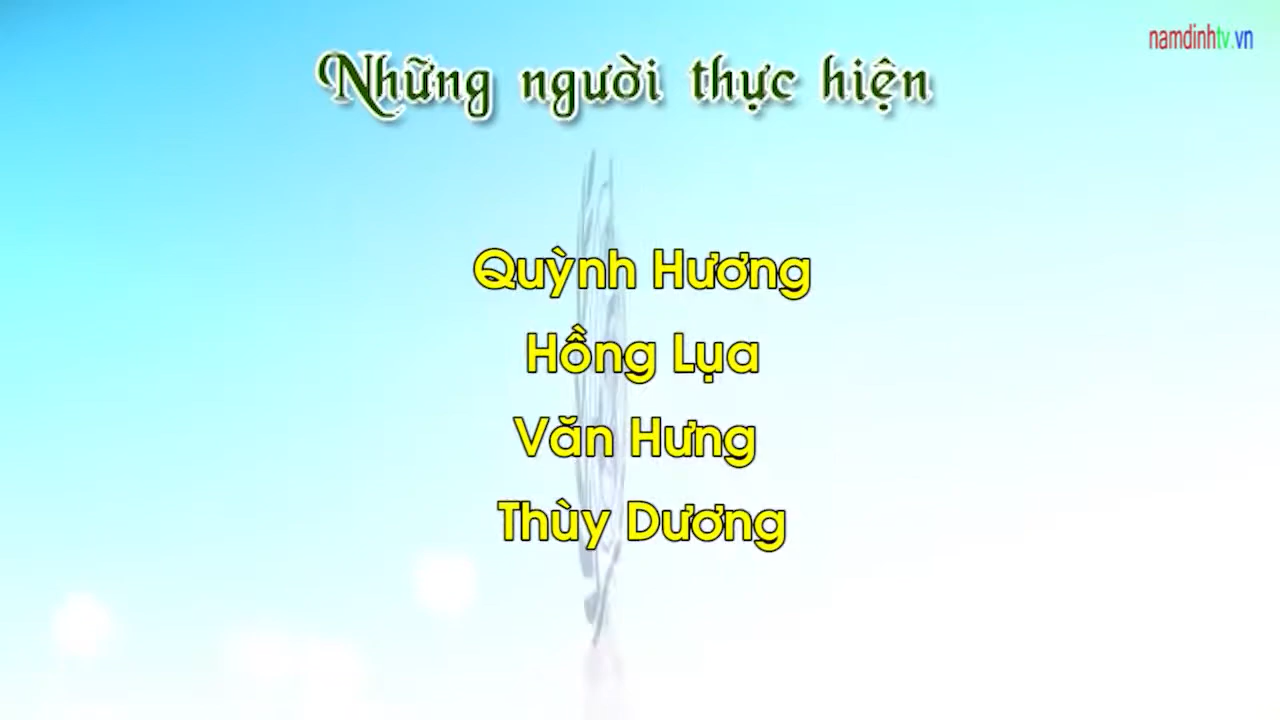 namdinhtv.vn
Những người thực hiện
Quỳnh Hương
Hồng Lụa
Văn Hưng
Thùy Dương